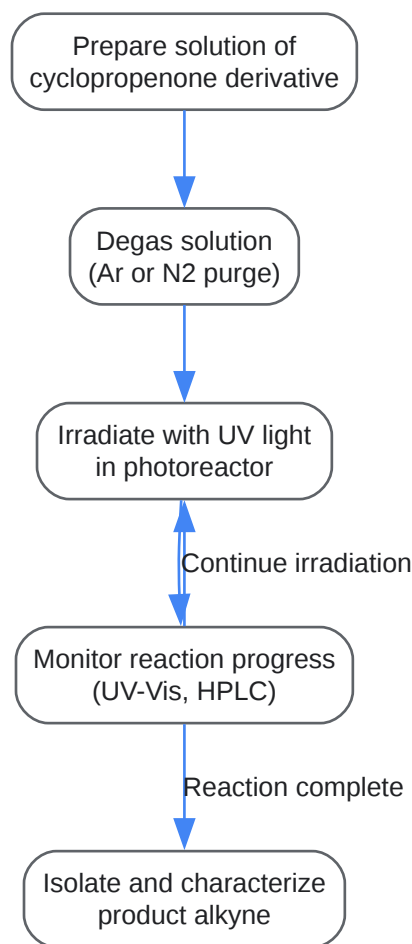 Prepare solution of
cyclopropenone derivative
Degas solution
(Ar or N2 purge)
Irradiate with UV light
in photoreactor
Continue irradiation
Monitor reaction progress
(UV-Vis, HPLC)
Reaction complete
Isolate and characterize
product alkyne